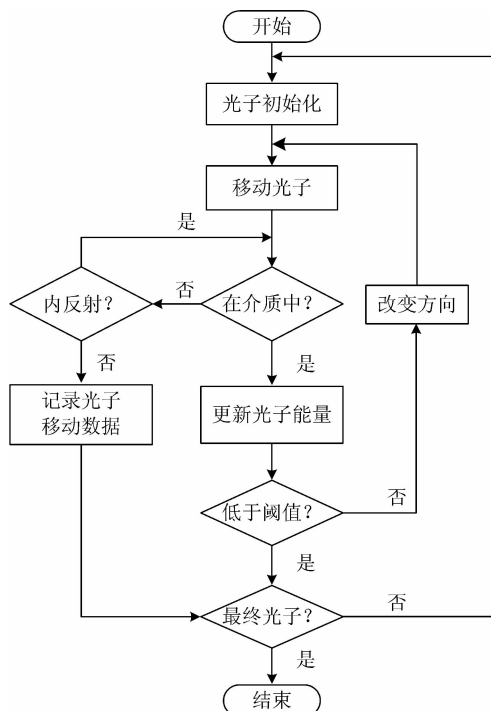 开始
光子初始化
移动光子
是
内反射?
否
在介质中?
改变方向
否
是
记录光子
移动数据
更新光子能量
低于阈值?
否
是
最终光子?
否
是
结束